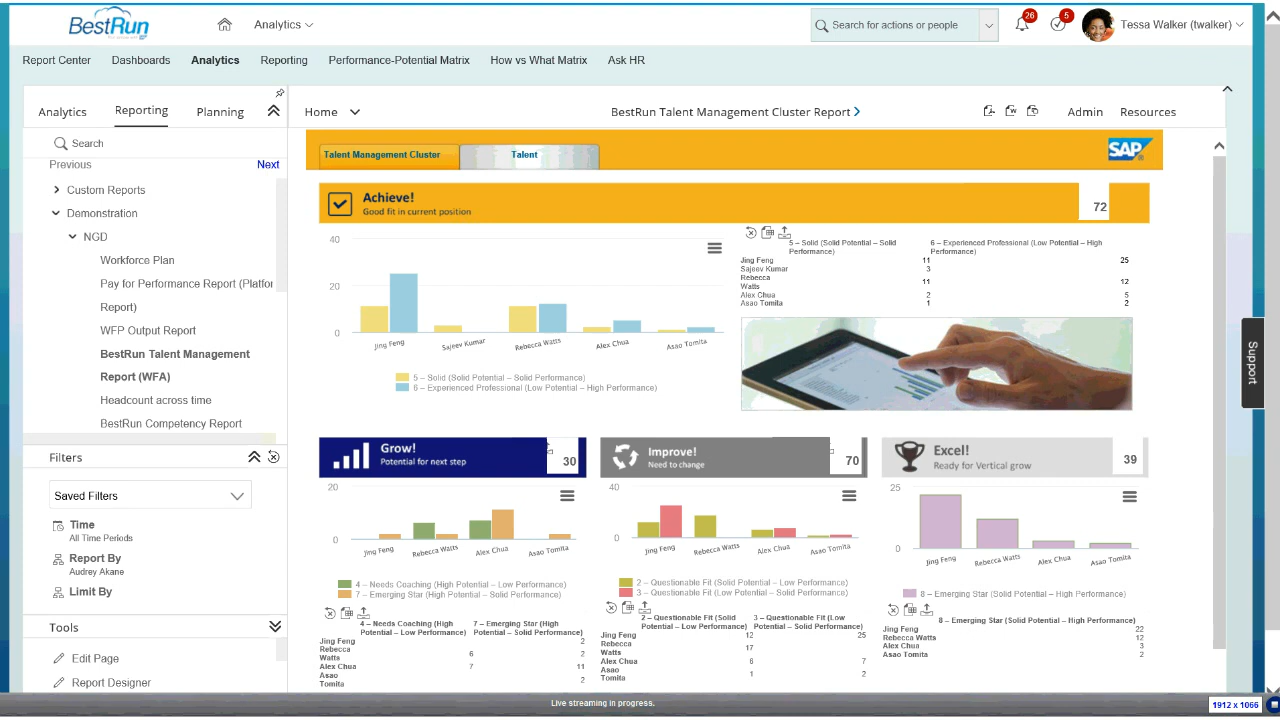 BestRun
Analytics
Search for actions or people
26
5
Tessa Walker (twalker)
Report Center Dashboards Analytics Reporting Performance-Potential Matrix How vs What Matrix Ask HR
Analytics Reporting Planning
Search
Previous Next
Custom Reports
Demonstration
NGD
Workforce Plan
Pay for Performance Report (Platfor
Report)
WFP Output Report
BestRun Talent Management
Report (WFA)
Headcount across time
BestRun Competency Report
Filters
Saved Filters
Time
All Time Periods
Report By
Audrey Akane
Limit By
Tools
Edit Page
Report Designer
Home BestRun Talent Management Cluster Report Admin Resources
Talent Management Cluster Talent
SAP
Achieve!
Good fit in current position
72
40
20
0
Jing Feng Sajeev Kumar Rebecca Watts Alex Chua Asao Tomita
5 – Solid (Solid Potential – Solid Performance)
6 – Experienced Professional (Low Potential – High Performance)
5 – Solid (Solid Potential – Solid 6 – Experienced Professional (Low Potential – High
Performance) Performance)
Jing Feng 11 25
Sajeev Kumar 3
Rebecca
Watts 11 12
Alex Chua 2 5
Asao Tomita 1 2
Grow!
Potential for next step
30
20
0
Jing Feng Rebecca Watts Alex Chua Asao Tomita
4 – Needs Coaching (High Potential – Low Performance)
7 – Emerging Star (High Potential – Solid Performance)
4 – Needs Coaching (High 7 – Emerging Star (High
Potential – Low Performance) Potential – Solid Performance)
Jing Feng 2
Rebecca
Watts 6 2
Alex Chua 7 11
Asao
Tomita 2
Improve!
Need to change
70
40
0
Jing Feng Rebecca Watts Alex Chua Asao Tomita
2 – Questionable Fit (Solid Potential – Low Performance)
3 – Questionable Fit (Low Potential – Solid Performance)
2 – Questionable Fit (Solid 3 – Questionable Fit (Low
Potential – Low Performance) Potential – Solid Performance)
Jing Feng 12 25
Rebecca
Watts 17
Alex Chua 6 7
Asao
Tomita 1 2
Excel!
Ready for Vertical grow
39
25
0
Jing Feng Rebecca Watts Alex Chua Asao Tomita
8 – Emerging Star (Solid Potential – High Performance)
8 – Emerging Star (Solid Potential – High Performance)
Jing Feng 22
Rebecca Watts 12
Alex Chua 3
Asao Tomita 2
Support
Live streaming in progress.
1912 x 1066